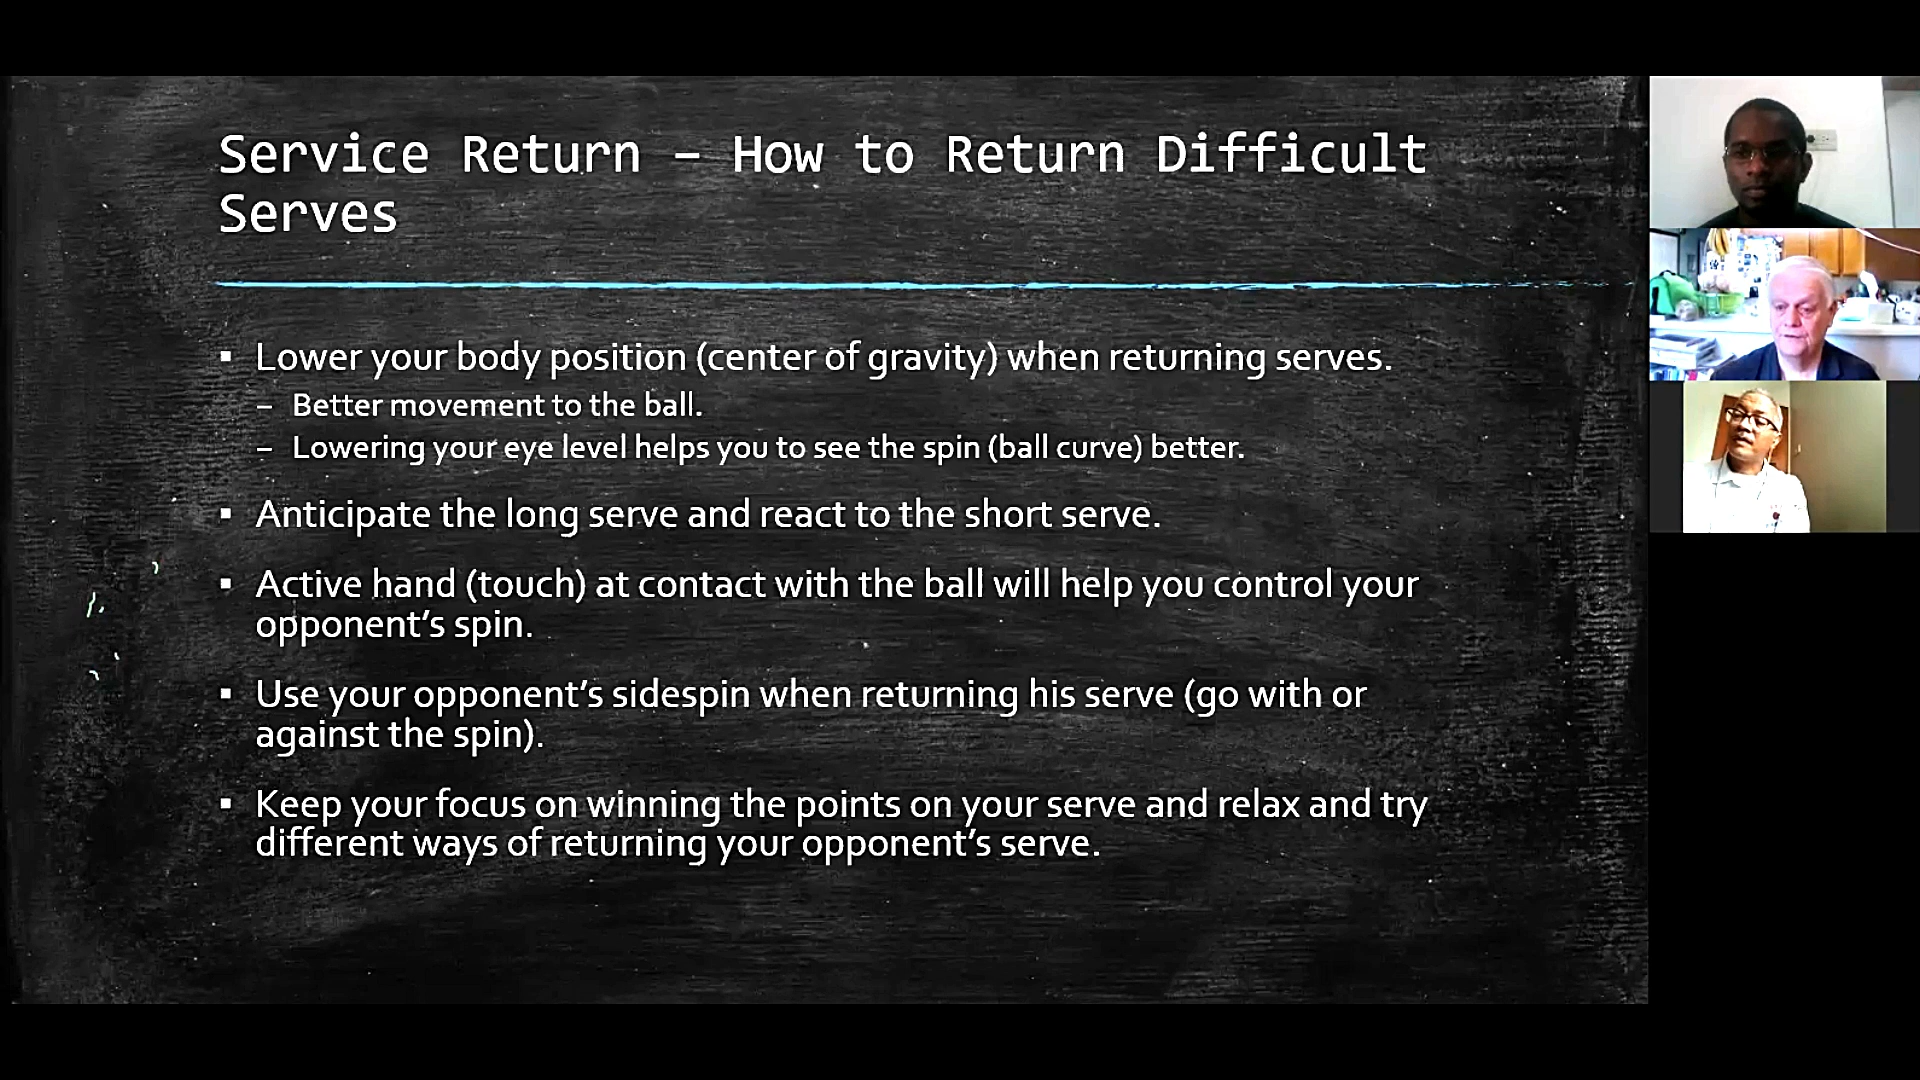 Service Return – How to Return Difficult
Serves
▪ Lower your body position (center of gravity) when returning serves.
– Better movement to the ball.
– Lowering your eye level helps you to see the spin (ball curve) better.
▪ Anticipate the long serve and react to the short serve.
▪ Active hand (touch) at contact with the ball will help you control your
opponent’s spin.
▪ Use your opponent’s sidespin when returning his serve (go with or
against the spin).
▪ Keep your focus on winning the points on your serve and relax and try
different ways of returning your opponent’s serve.